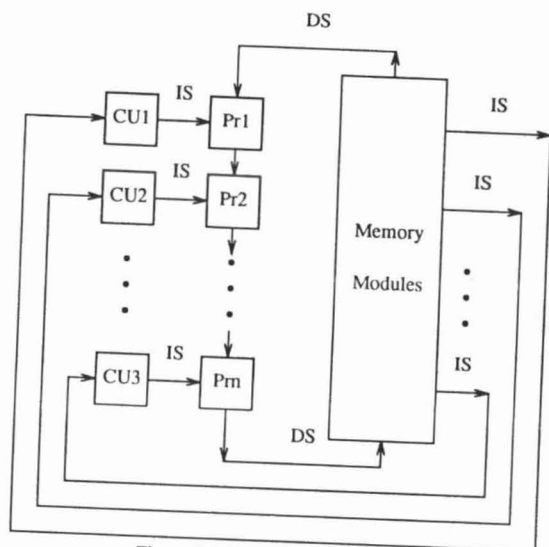 DS
IS
IS
CU1
Pr1
IS
IS
CU2
Pr2
Memory
Modules
IS
IS
CU3
Prn
DS